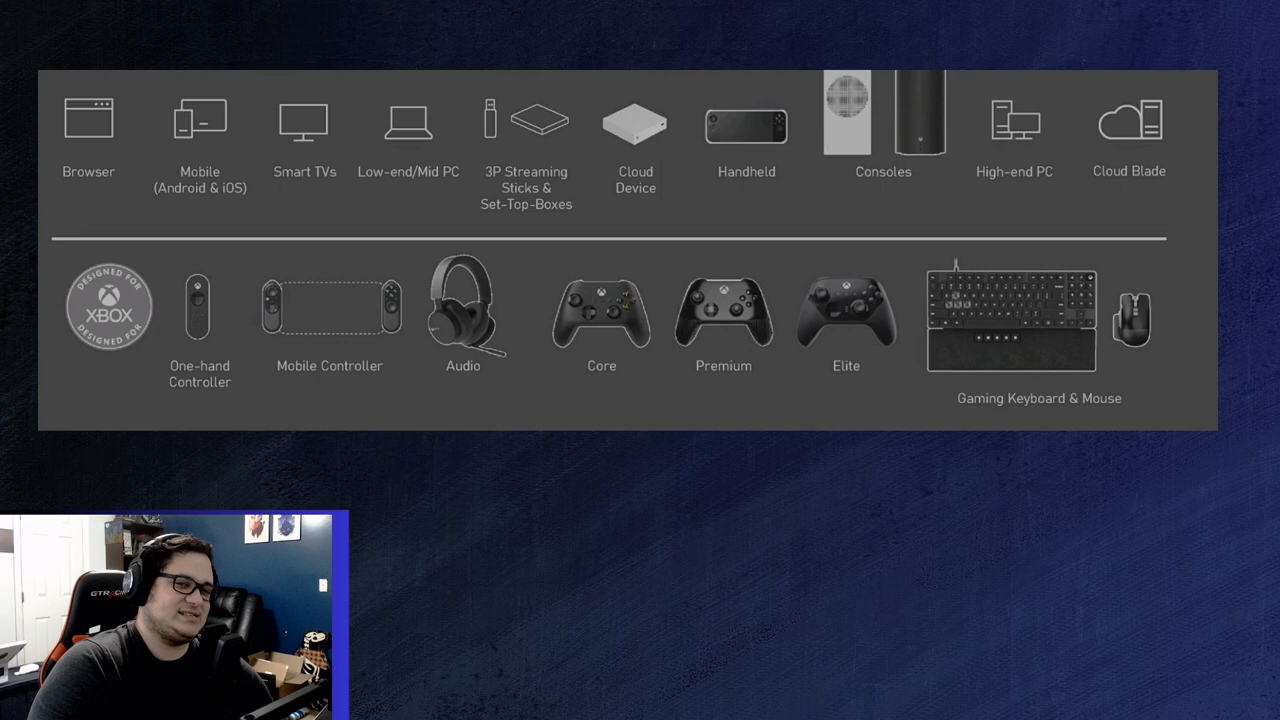 Browser
Mobile
(Android & iOS)
Smart TVs
Low-end/Mid PC
3P Streaming
Sticks &
Set-Top-Boxes
Cloud
Device
Handheld
Consoles
High-end PC
Cloud Blade
DESIGNED FOR
XBOX
DESIGNED FOR
One-hand
Controller
Mobile Controller
Audio
Core
Premium
Elite
Gaming Keyboard & Mouse